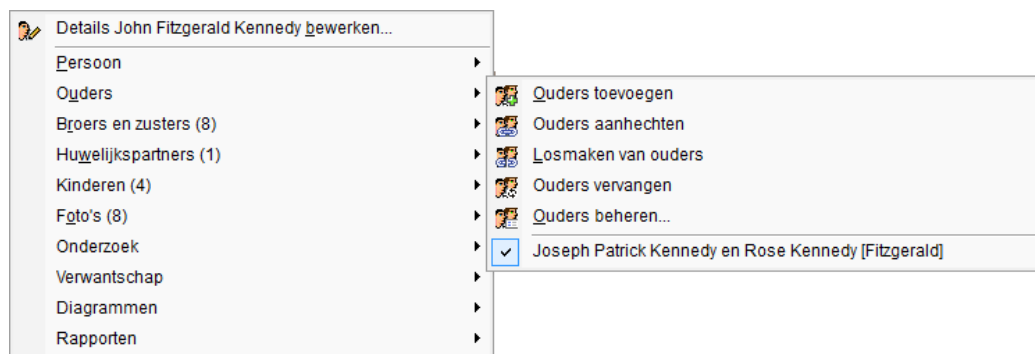 Details John Fitzgerald Kennedy bewerken...
Persoon
Ouders
Broers en zusters (8)
Huwelijkspartners (1)
Kinderen (4)
Foto's (8)
Onderzoek
Verwantschap
Diagrammen
Rapporten
Ouders toevoegen
Ouders aanhechten
Losmaken van ouders
Ouders vervangen
Ouders beheren...
Joseph Patrick Kennedy en Rose Kennedy [Fitzgerald]